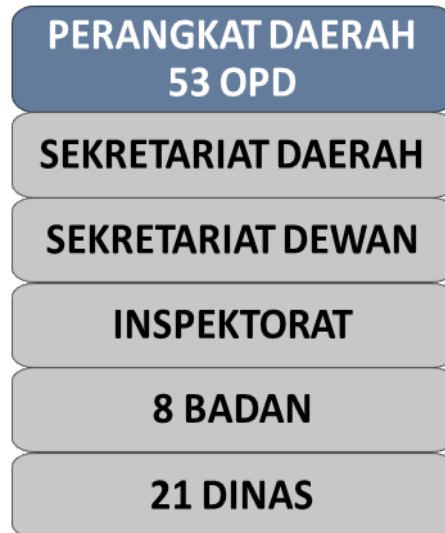 PERANGKAT DAERAH
53 OPD
SEKRETARIAT DAERAH
SEKRETARIAT DEWAN
INSPEKTORAT
8 BADAN
21 DINAS